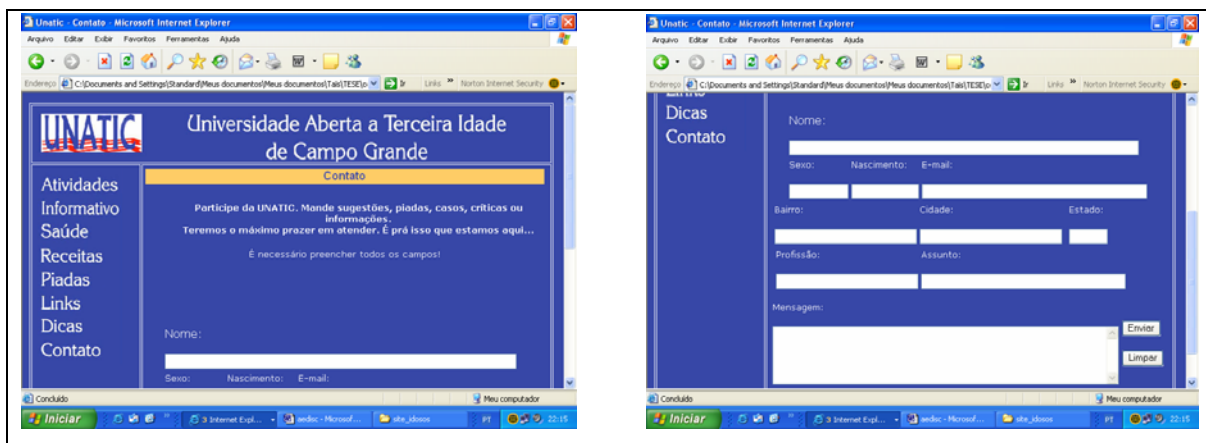 Unatic - Contato - Microsoft Internet Explorer
Arquivo Editar Exibir Favoritos Ferramentas Ajuda
Endereço C:\Documents and Settings\Standard\Meus documentos\Meus documentos\Tais\TESE\o Ir Links » Norton Internet Security
UNATIC
Universidade Aberta a Terceira Idade
de Campo Grande
Atividades
Informativo
Saúde
Receitas
Piadas
Links
Dicas
Contato
Contato
Participe da UNATIC. Mande sugestões, piadas, casos, críticas ou
informações.
Teremos o máximo prazer em atender. É prá isso que estamos aqui...
É necessário preencher todos os campos!
Nome:
Sexo: Nascimento: E-mail:
Concluído Meu computador
Iniciar » 3 Internet Expl... aedisc - Microsof... site_idosos PT 22:15
Unatic - Contato - Microsoft Internet Explorer
Arquivo Editar Exibir Favoritos Ferramentas Ajuda
Endereço C:\Documents and Settings\Standard\Meus documentos\Meus documentos\Tais\TESE\o Ir Links » Norton Internet Security
Links
Dicas
Contato
Nome:
Sexo: Nascimento: E-mail:
Bairro: Cidade: Estado:
Profissão: Assunto:
Mensagem:
Enviar
Limpar
Concluído Meu computador
Iniciar » 3 Internet Expl... aedisc - Microsof... site_idosos PT 22:15